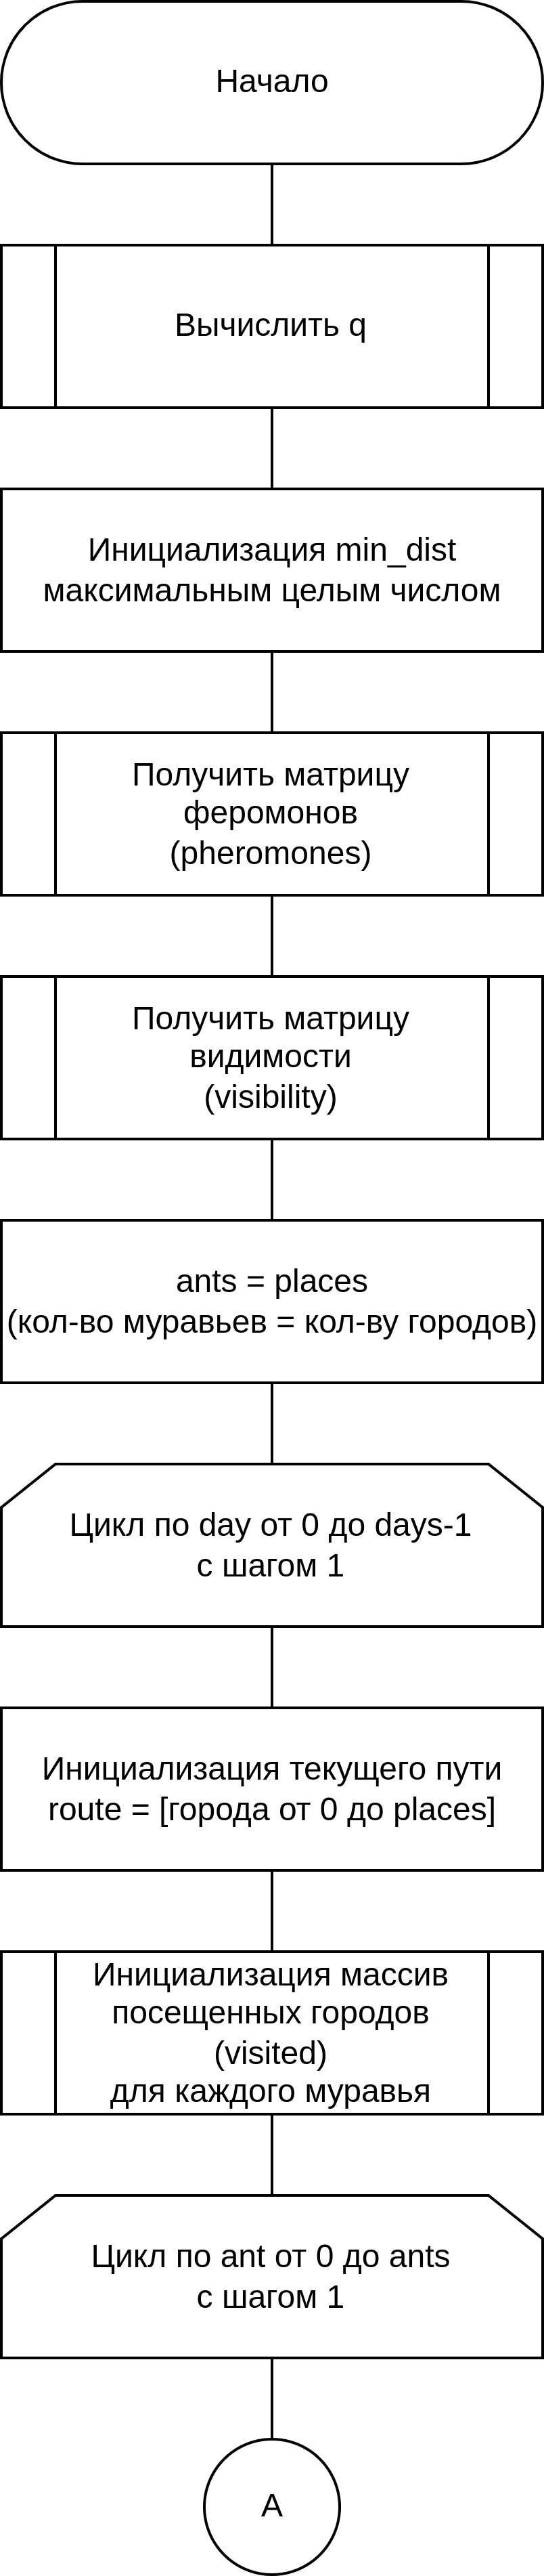 Начало
Вычислить q
Инициализация min_dist
максимальным целым числом
Получить матрицу
феромонов
(pheromones)
Получить матрицу
видимости
(visibility)
ants = places
(кол-во муравьев = кол-ву городов)
Цикл по day от 0 до days-1
с шагом 1
Инициализация текущего пути
route = [города от 0 до places]
Инициализация массив
посещенных городов
(visited)
для каждого муравья
Цикл по ant от 0 до ants
с шагом 1
A